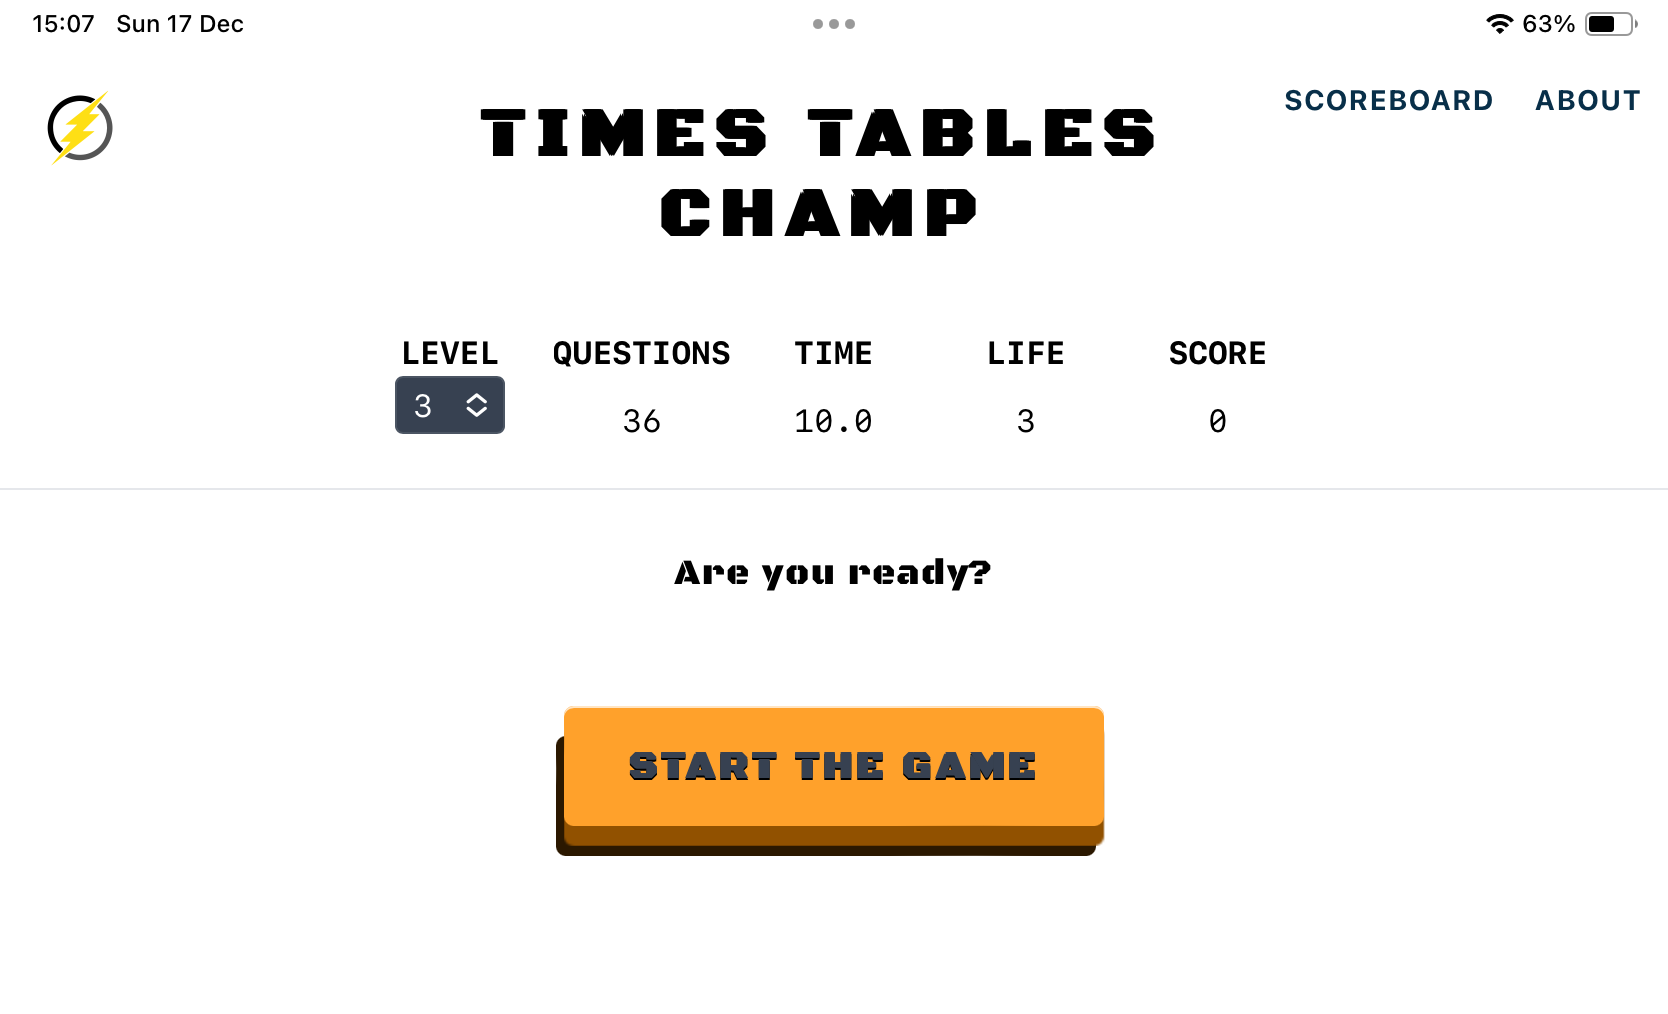 15:07 Sun 17 Dec 63%
SCOREBOARD ABOUT
TIMES TABLES
CHAMP
LEVEL QUESTIONS TIME LIFE SCORE
3 36 10.0 3 0
Are you ready?
START THE GAME